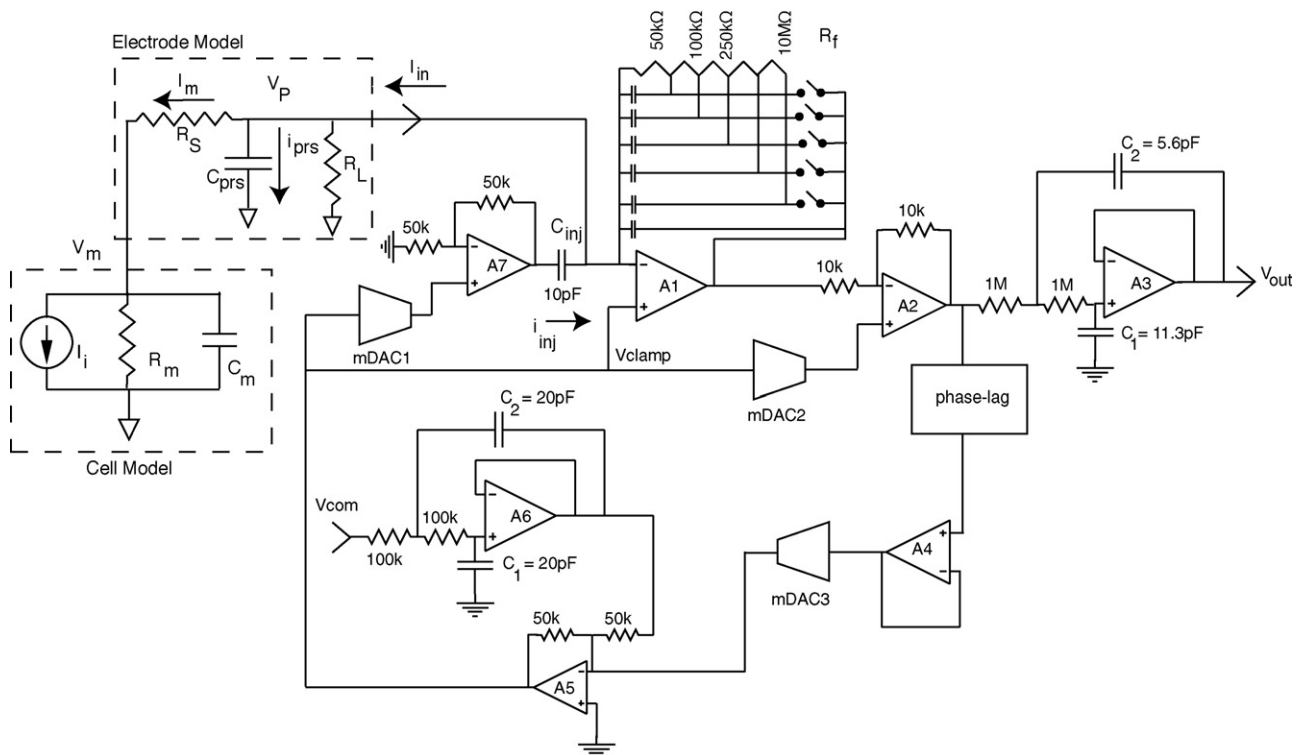 Electrode Model
50kΩ
100kΩ
250kΩ
10MΩ
R_f
I_in
I_m
V_P
R_S
C_prs
i_prs
R_L
50k
50k
C_inj
A7
10pF
i_inj
mDAC1
A1
Vclamp
10k
10k
A2
mDAC2
1M
1M
C_2 = 5.6pF
A3
V_out
C_1 = 11.3pF
phase-lag
V_m
I_i
R_m
C_m
Cell Model
Vcom
100k
100k
C_2 = 20pF
A6
C_1 = 20pF
A4
mDAC3
50k
50k
A5